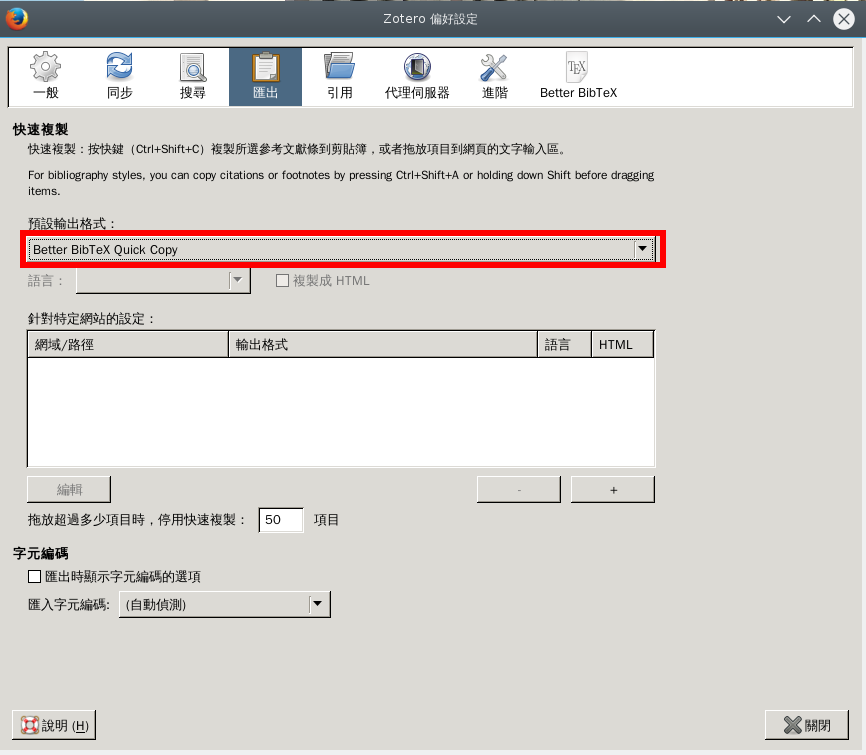 Zotero 偏好設定
一般 同步 搜尋 匯出 引用 代理伺服器 進階 Better BibTeX
快速複製
快速複製：按快鍵（Ctrl+Shift+C）複製所選參考文獻條到剪貼簿，或者拖放項目到網頁的文字輸入區。
For bibliography styles, you can copy citations or footnotes by pressing Ctrl+Shift+A or holding down Shift before dragging
items.
預設輸出格式：
Better BibTeX Quick Copy
語言： 複製成 HTML
針對特定網站的設定：
網域/路徑 輸出格式 語言 HTML
編輯 - +
拖放超過多少項目時，停用快速複製： 50 項目
字元編碼
匯出時顯示字元編碼的選項
匯入字元編碼: (自動偵測)
說明 (H) 關閉